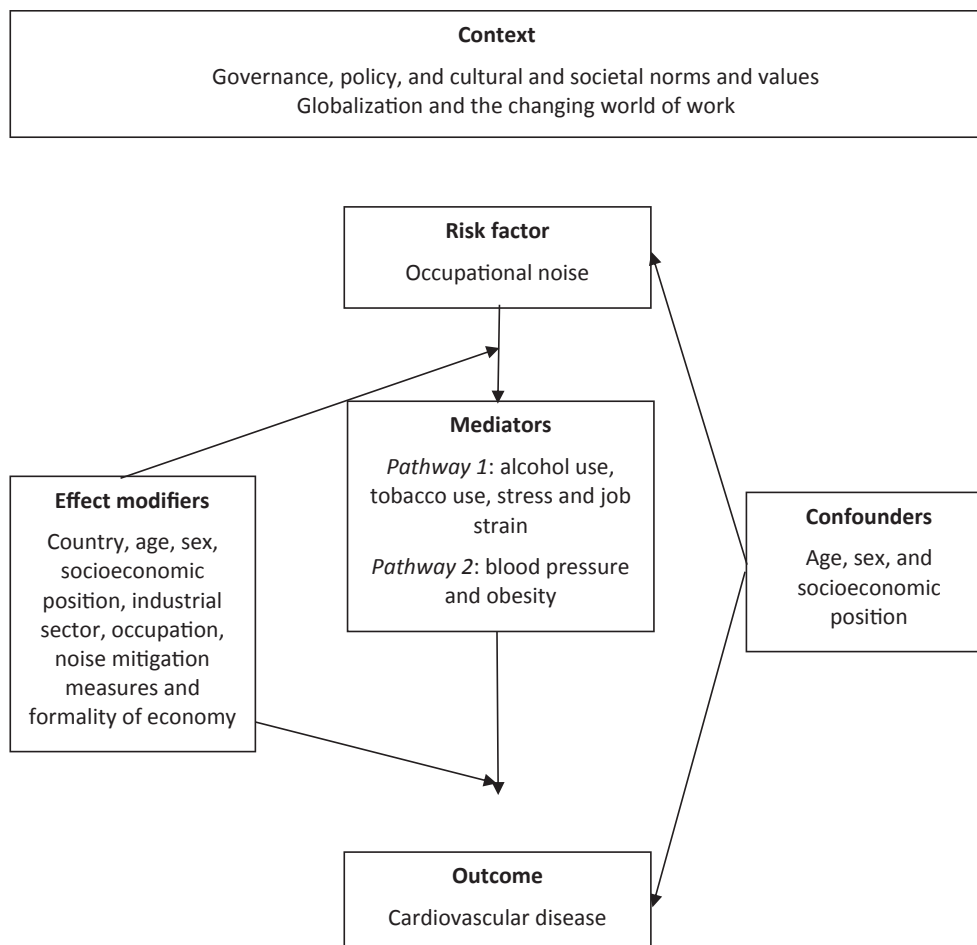 Context
Governance, policy, and cultural and societal norms and values
Globalization and the changing world of work
Risk factor
Occupational noise
Mediators
Pathway 1: alcohol use,
tobacco use, stress and job
strain
Pathway 2: blood pressure
and obesity
Effect modifiers
Country, age, sex,
socioeconomic
position, industrial
sector, occupation,
noise mitigation
measures and
formality of economy
Confounders
Age, sex, and
socioeconomic
position
Outcome
Cardiovascular disease